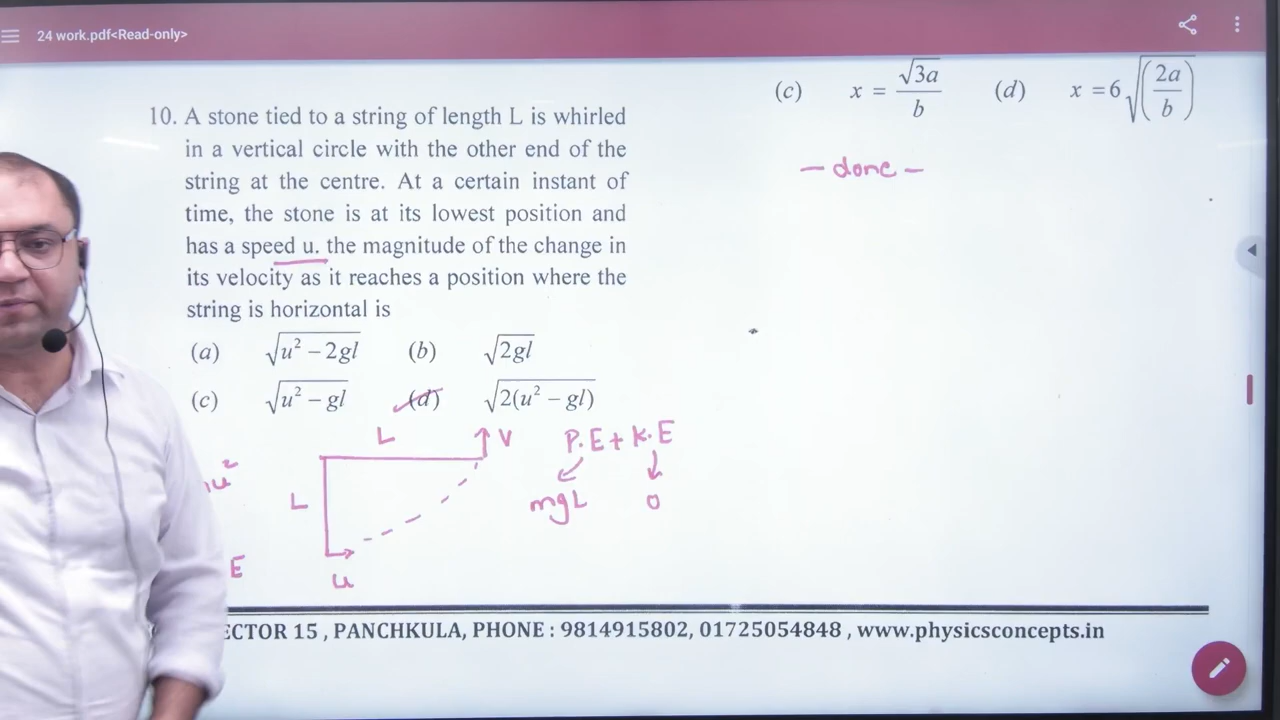 24 work.pdf<Read-only>
10. A stone tied to a string of length L is whirled
in a vertical circle with the other end of the
string at the centre. At a certain instant of
time, the stone is at its lowest position and
has a speed u. the magnitude of the change in
its velocity as it reaches a position where the
string is horizontal is
(a) √(u² – 2gl) (b) √2gl
(c) √(u² – gl) (d) √2(u² – gl)
L
V
L
u
u²
E
P.E + K.E
mgL 0
(c) x = √3a/b (d) x = 6√(2a/b)
– done –
ECTOR 15 , PANCHKULA, PHONE : 9814915802, 01725054848 , www.physicsconcepts.in